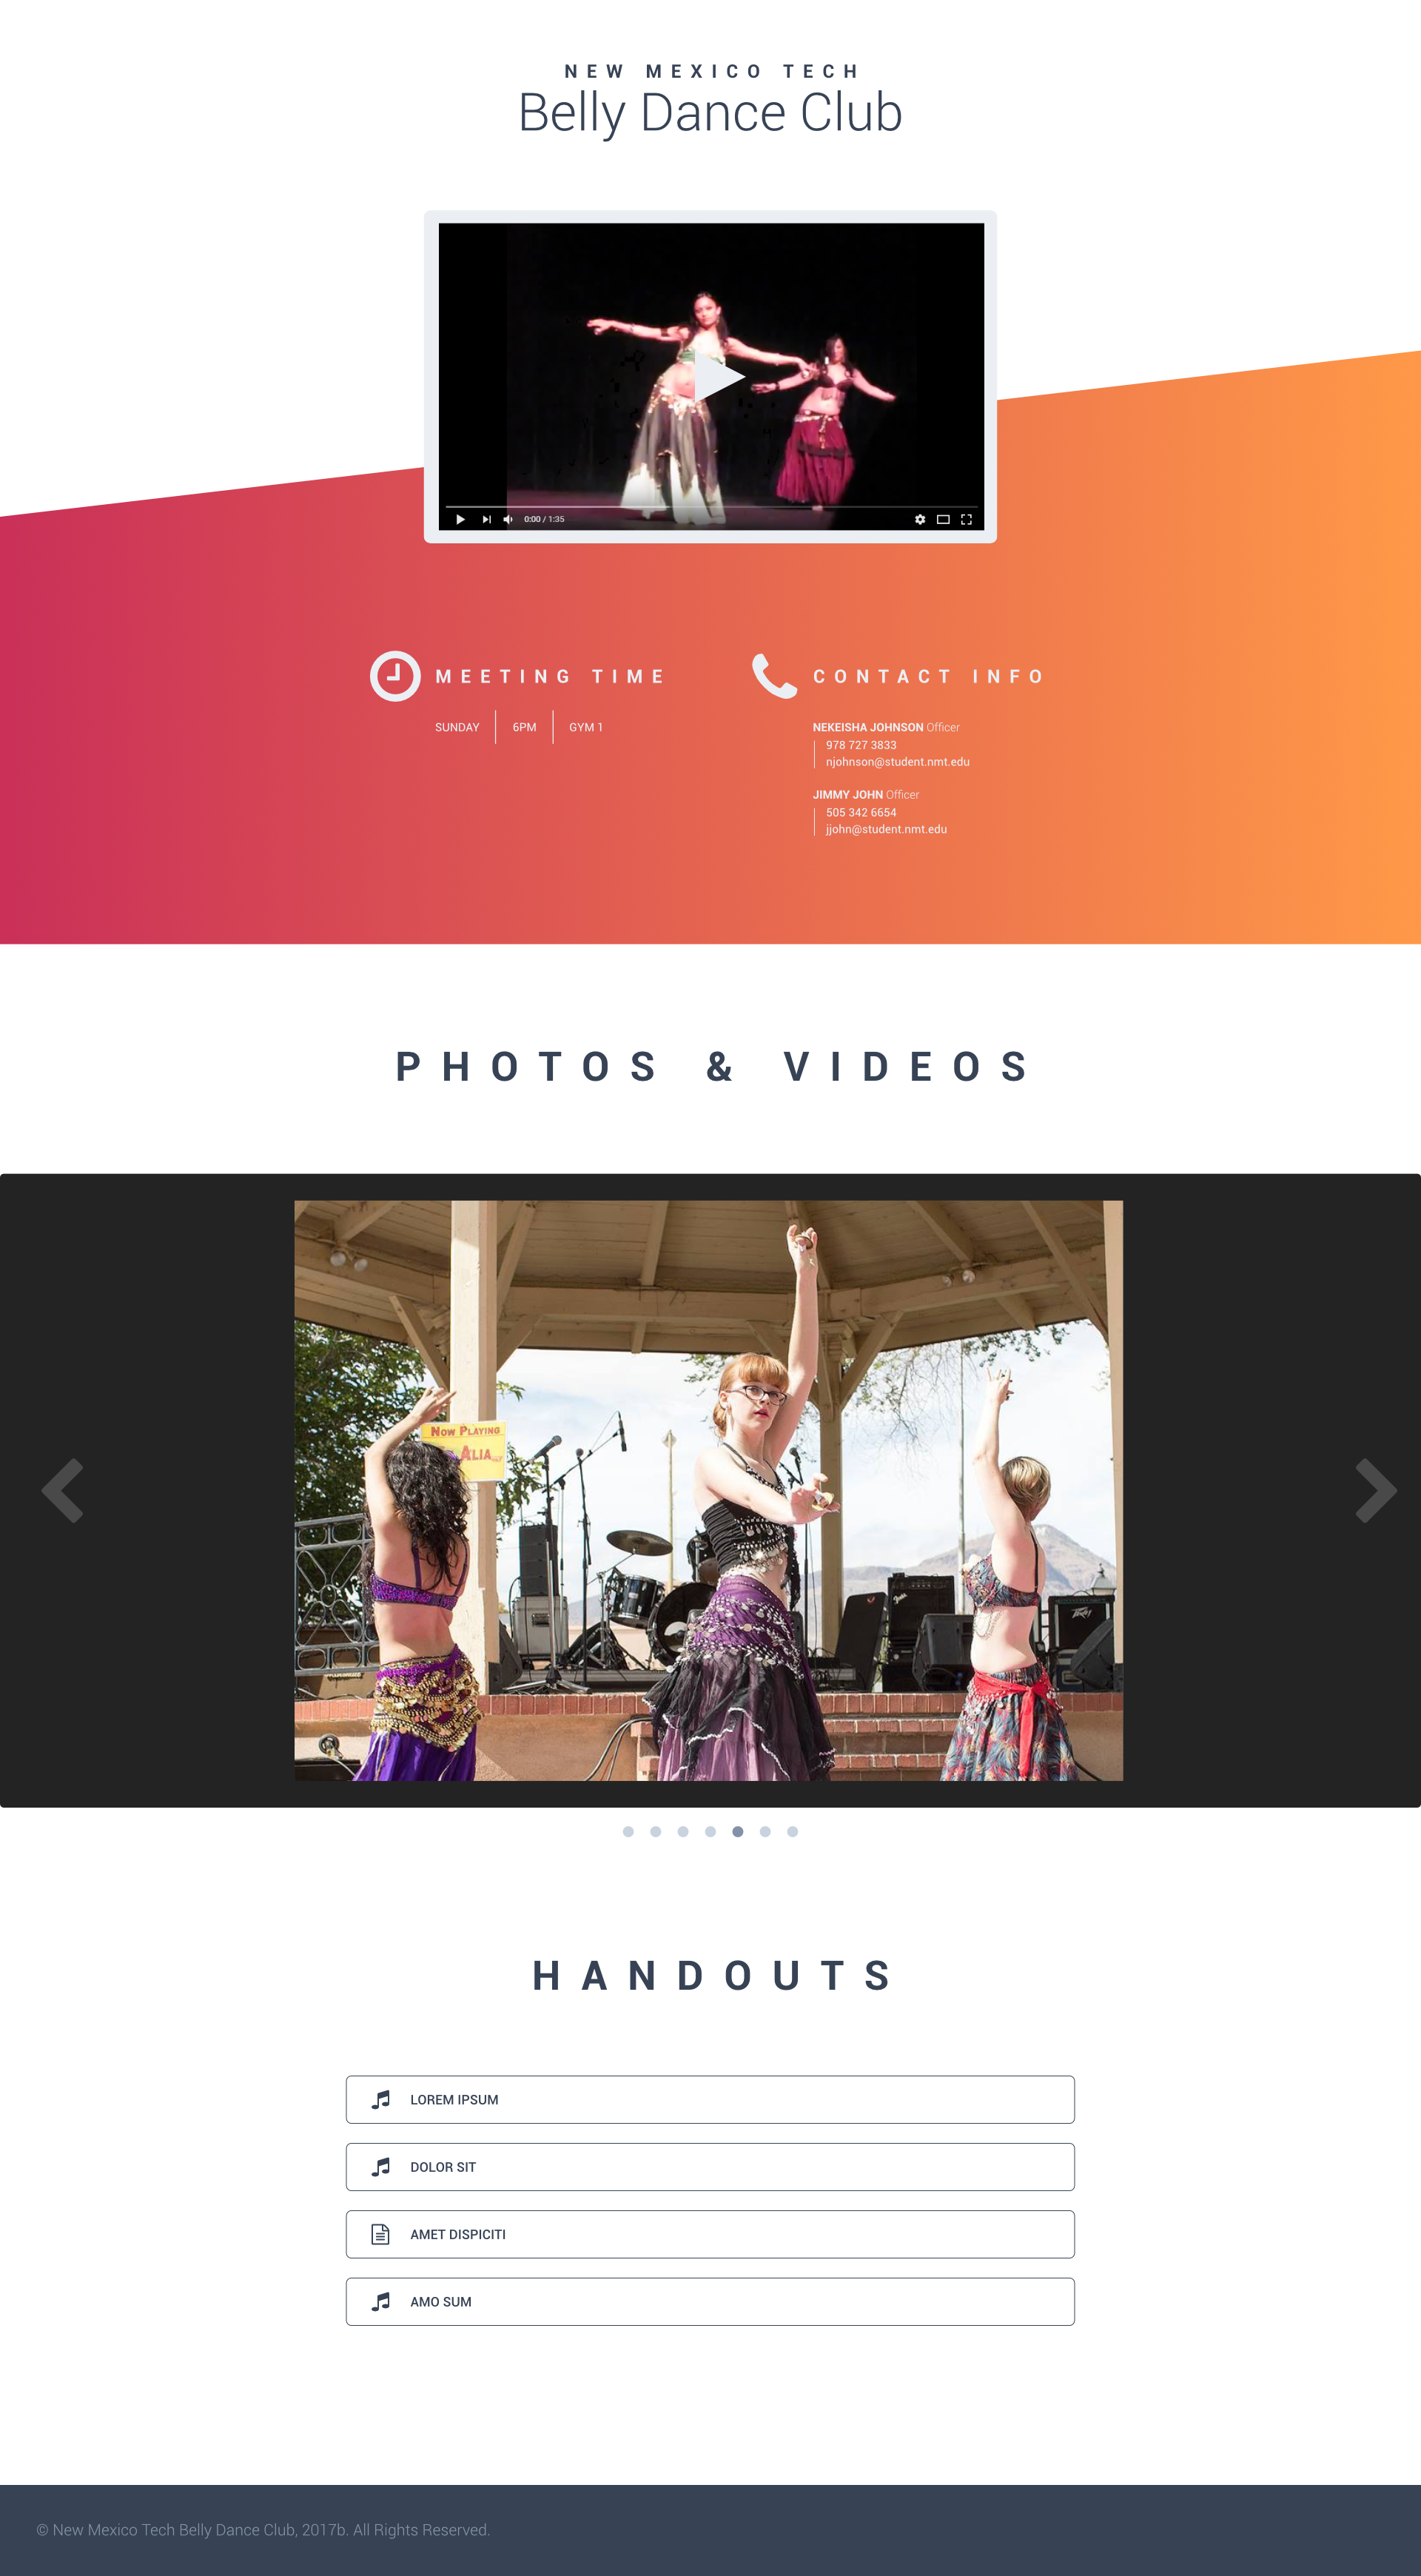 NEW MEXICO TECH
Belly Dance Club
0:00 / 1:35
MEETING TIME
SUNDAY 6PM GYM 1
CONTACT INFO
NEKEISHA JOHNSON Officer
978 727 3833
njohnson@student.nmt.edu
JIMMY JOHN Officer
505 342 6654
jjohn@student.nmt.edu
PHOTOS & VIDEOS
NOW PLAYING
ALIA
Fender
PEAVEY
HANDOUTS
LOREM IPSUM
DOLOR SIT
AMET DISPICITI
AMO SUM
© New Mexico Tech Belly Dance Club, 2017b. All Rights Reserved.